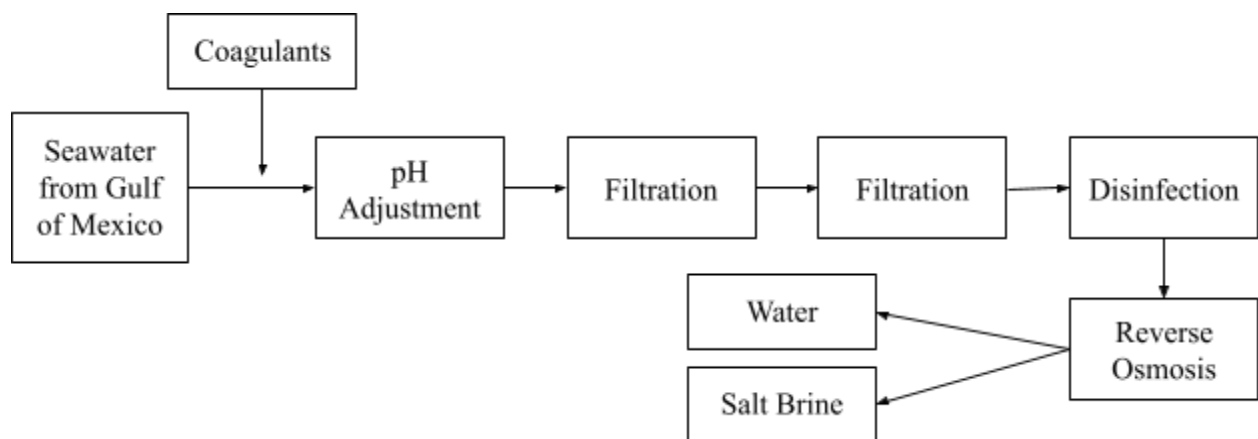 Coagulants
Seawater
from Gulf
of Mexico
pH
Adjustment
Filtration
Filtration
Disinfection
Water
Reverse
Osmosis
Salt Brine